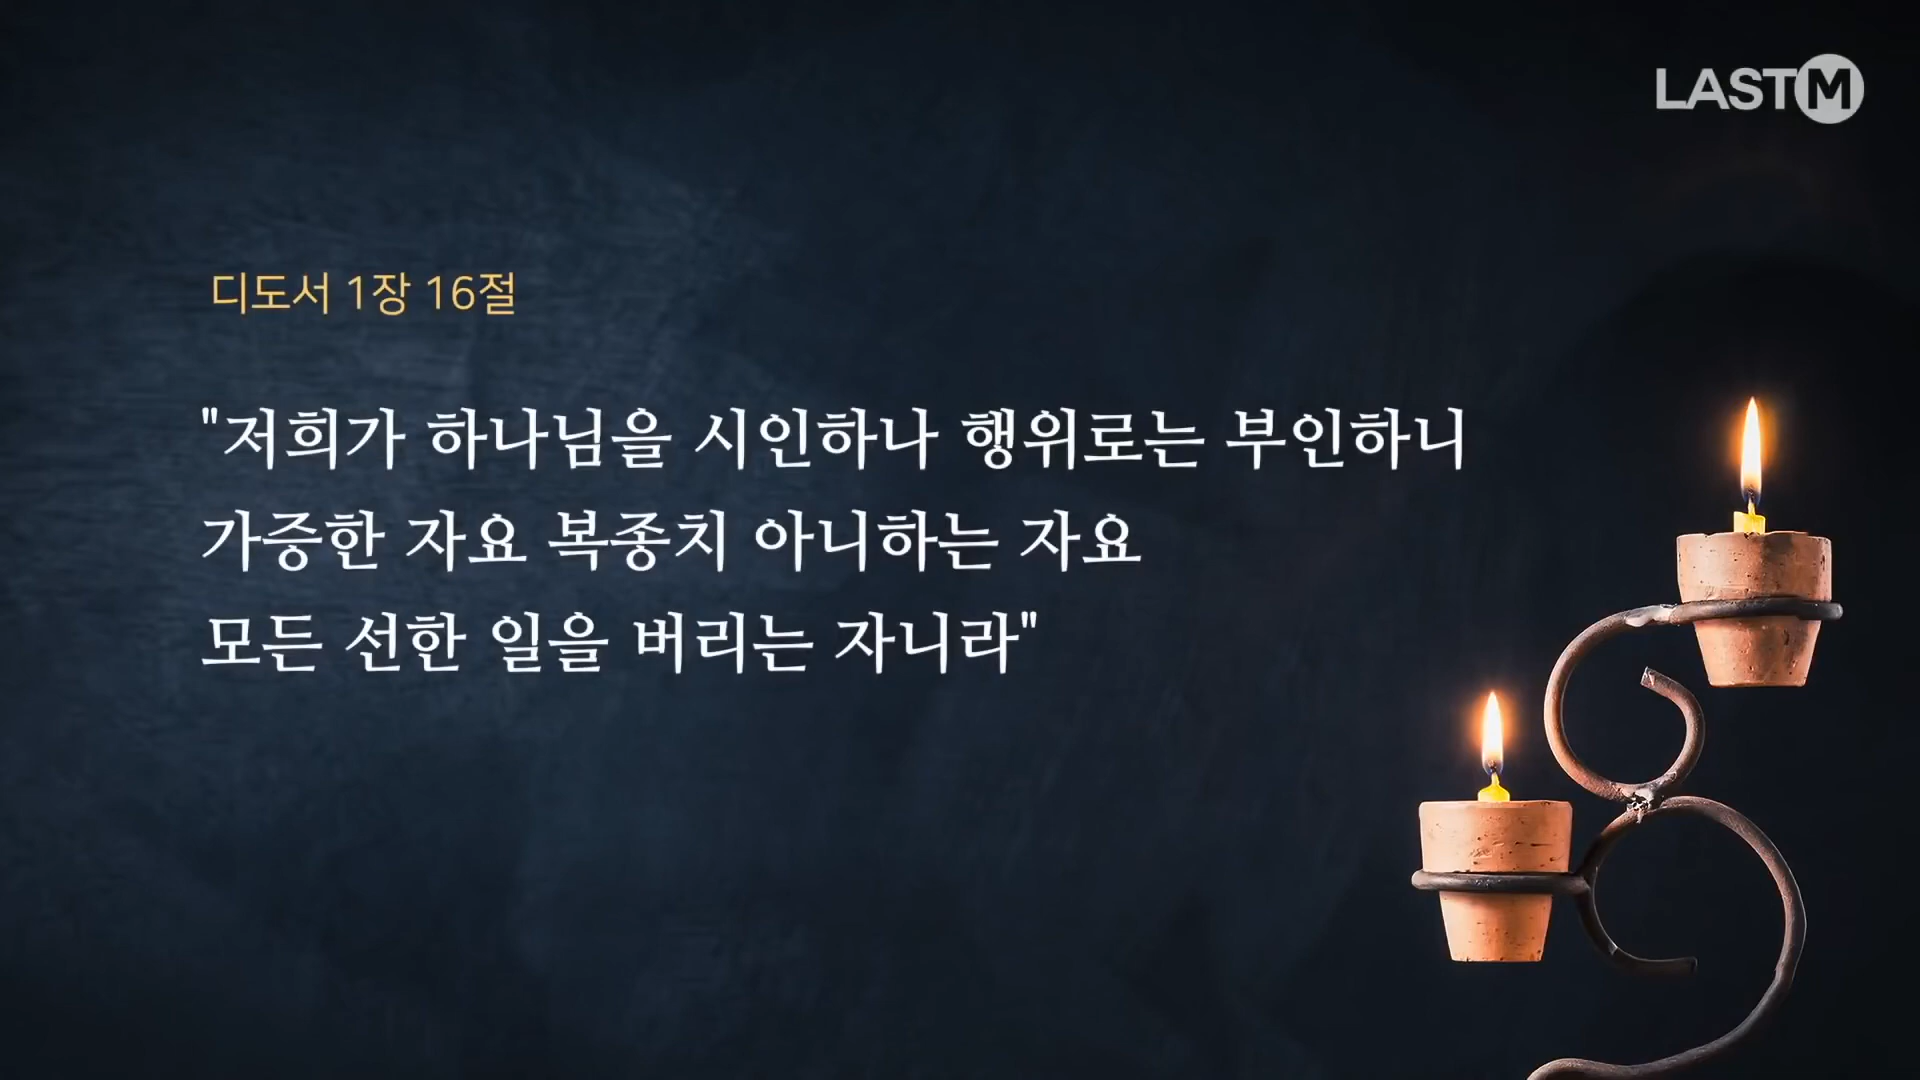 LAST M
디도서 1장 16절
"저희가 하나님을 시인하나 행위로는 부인하니
가증한 자요 복종치 아니하는 자요
모든 선한 일을 버리는 자니라"